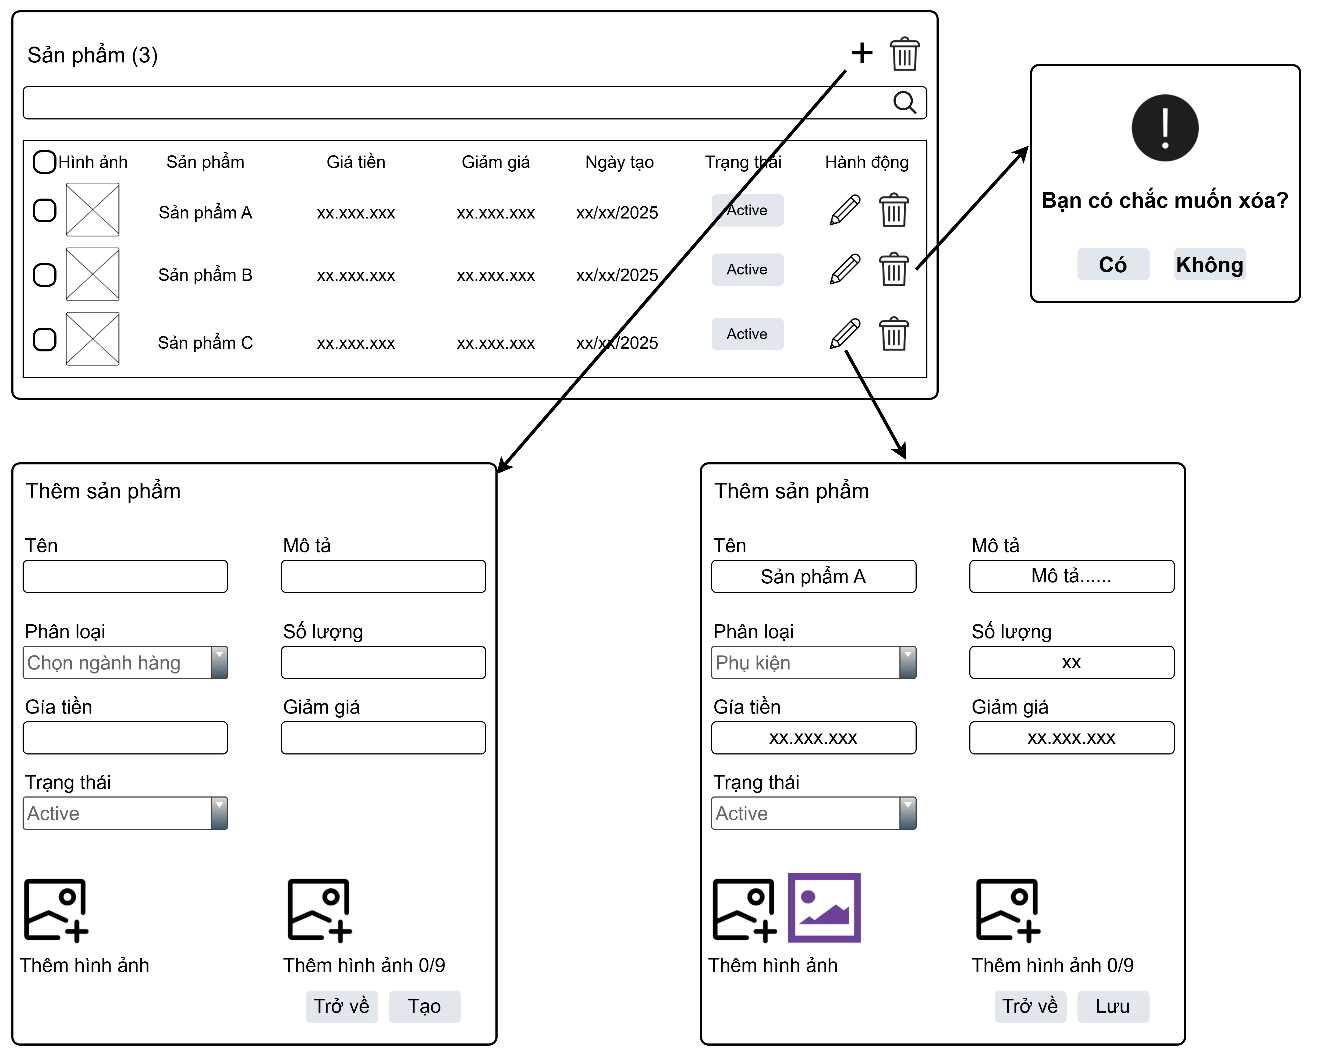 Sản phẩm (3)
Hình ảnh Sản phẩm Giá tiền Giảm giá Ngày tạo Trạng thái Hành động
Sản phẩm A xx.xxx.xxx xx.xxx.xxx xx/xx/2025 Active
Sản phẩm B xx.xxx.xxx xx.xxx.xxx xx/xx/2025 Active
Sản phẩm C xx.xxx.xxx xx.xxx.xxx xx/xx/2025 Active
Bạn có chắc muốn xóa?
Có Không
Thêm sản phẩm
Tên Mô tả
Phân loại Số lượng
Chọn ngành hàng
Gía tiền Giảm giá
Trạng thái
Active
Thêm hình ảnh Thêm hình ảnh 0/9
Trở về Tạo
Thêm sản phẩm
Tên Mô tả
Sản phẩm A Mô tả......
Phân loại Số lượng
Phụ kiện xx
Gía tiền Giảm giá
xx.xxx.xxx xx.xxx.xxx
Trạng thái
Active
Thêm hình ảnh Thêm hình ảnh 0/9
Trở về Lưu